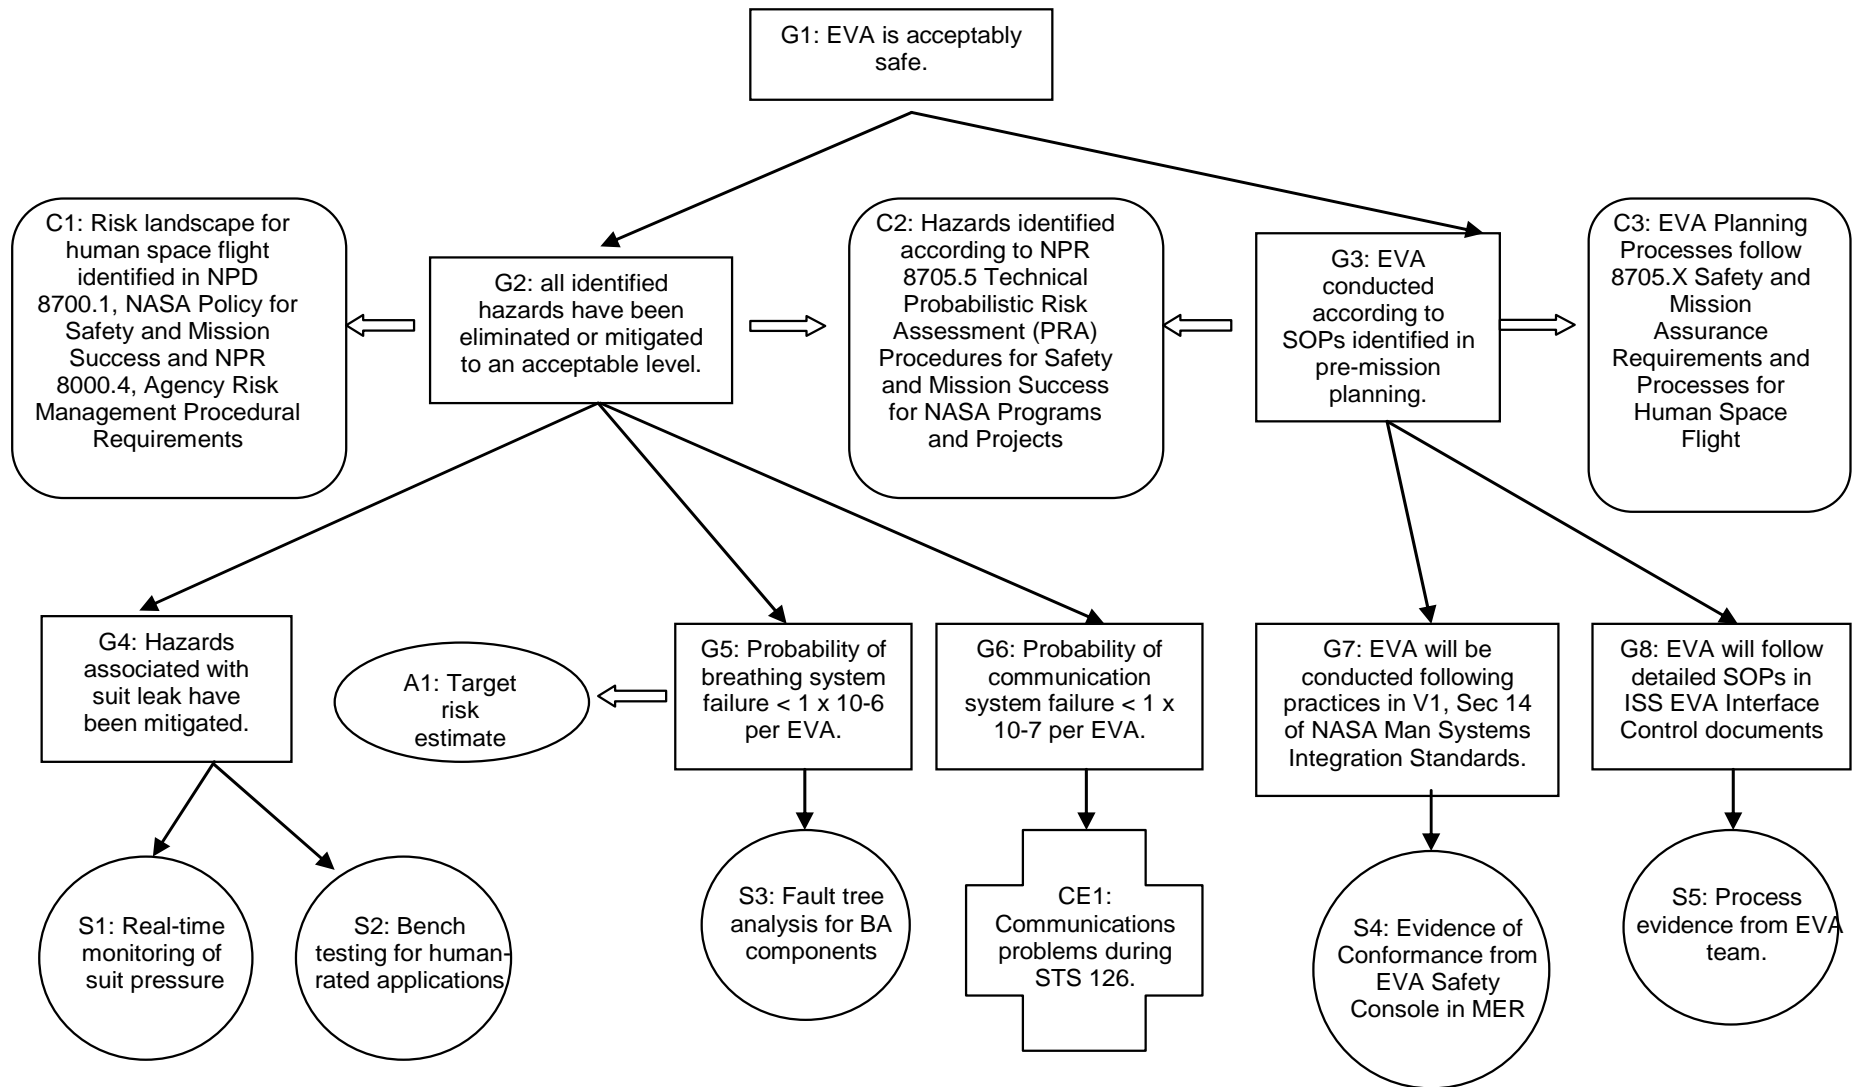 G1: EVA is acceptably
safe.
C1: Risk landscape for
human space flight
identified in NPD
8700.1, NASA Policy for
Safety and Mission
Success and NPR
8000.4, Agency Risk
Management Procedural
Requirements
G2: all identified
hazards have been
eliminated or mitigated
to an acceptable level.
C2: Hazards identified
according to NPR
8705.5 Technical
Probabilistic Risk
Assessment (PRA)
Procedures for Safety
and Mission Success
for NASA Programs
and Projects
G3: EVA
conducted
according to
SOPs identified in
pre-mission
planning.
C3: EVA Planning
Processes follow
8705.X Safety and
Mission
Assurance
Requirements and
Processes for
Human Space
Flight
G4: Hazards
associated with
suit leak have
been mitigated.
A1: Target
risk
estimate
G5: Probability of
breathing system
failure < 1 x 10-6
per EVA.
G6: Probability of
communication
system failure < 1 x
10-7 per EVA.
G7: EVA will be
conducted following
practices in V1, Sec 14
of NASA Man Systems
Integration Standards.
G8: EVA will follow
detailed SOPs in
ISS EVA Interface
Control documents
S1: Real-time
monitoring of
suit pressure
S2: Bench
testing for human-
rated applications
S3: Fault tree
analysis for BA
components
CE1:
Communications
problems during
STS 126.
S4: Evidence of
Conformance from
EVA Safety
Console in MER
S5: Process
evidence from EVA
team.